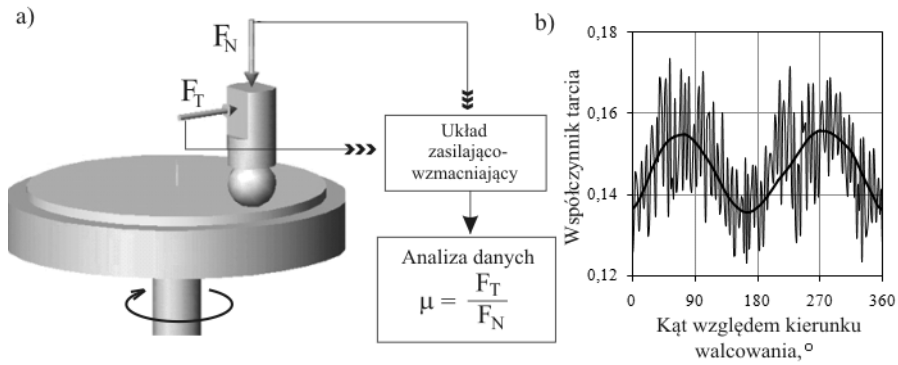 a)
F_N
F_T
Układ
zasilająco-
wzmacniający
Analiza danych
μ = F_T / F_N
b)
Współczynnik tarcia
0,18
0,16
0,14
0,12
0 90 180 270 360
Kąt względem kierunku
walcowania,°